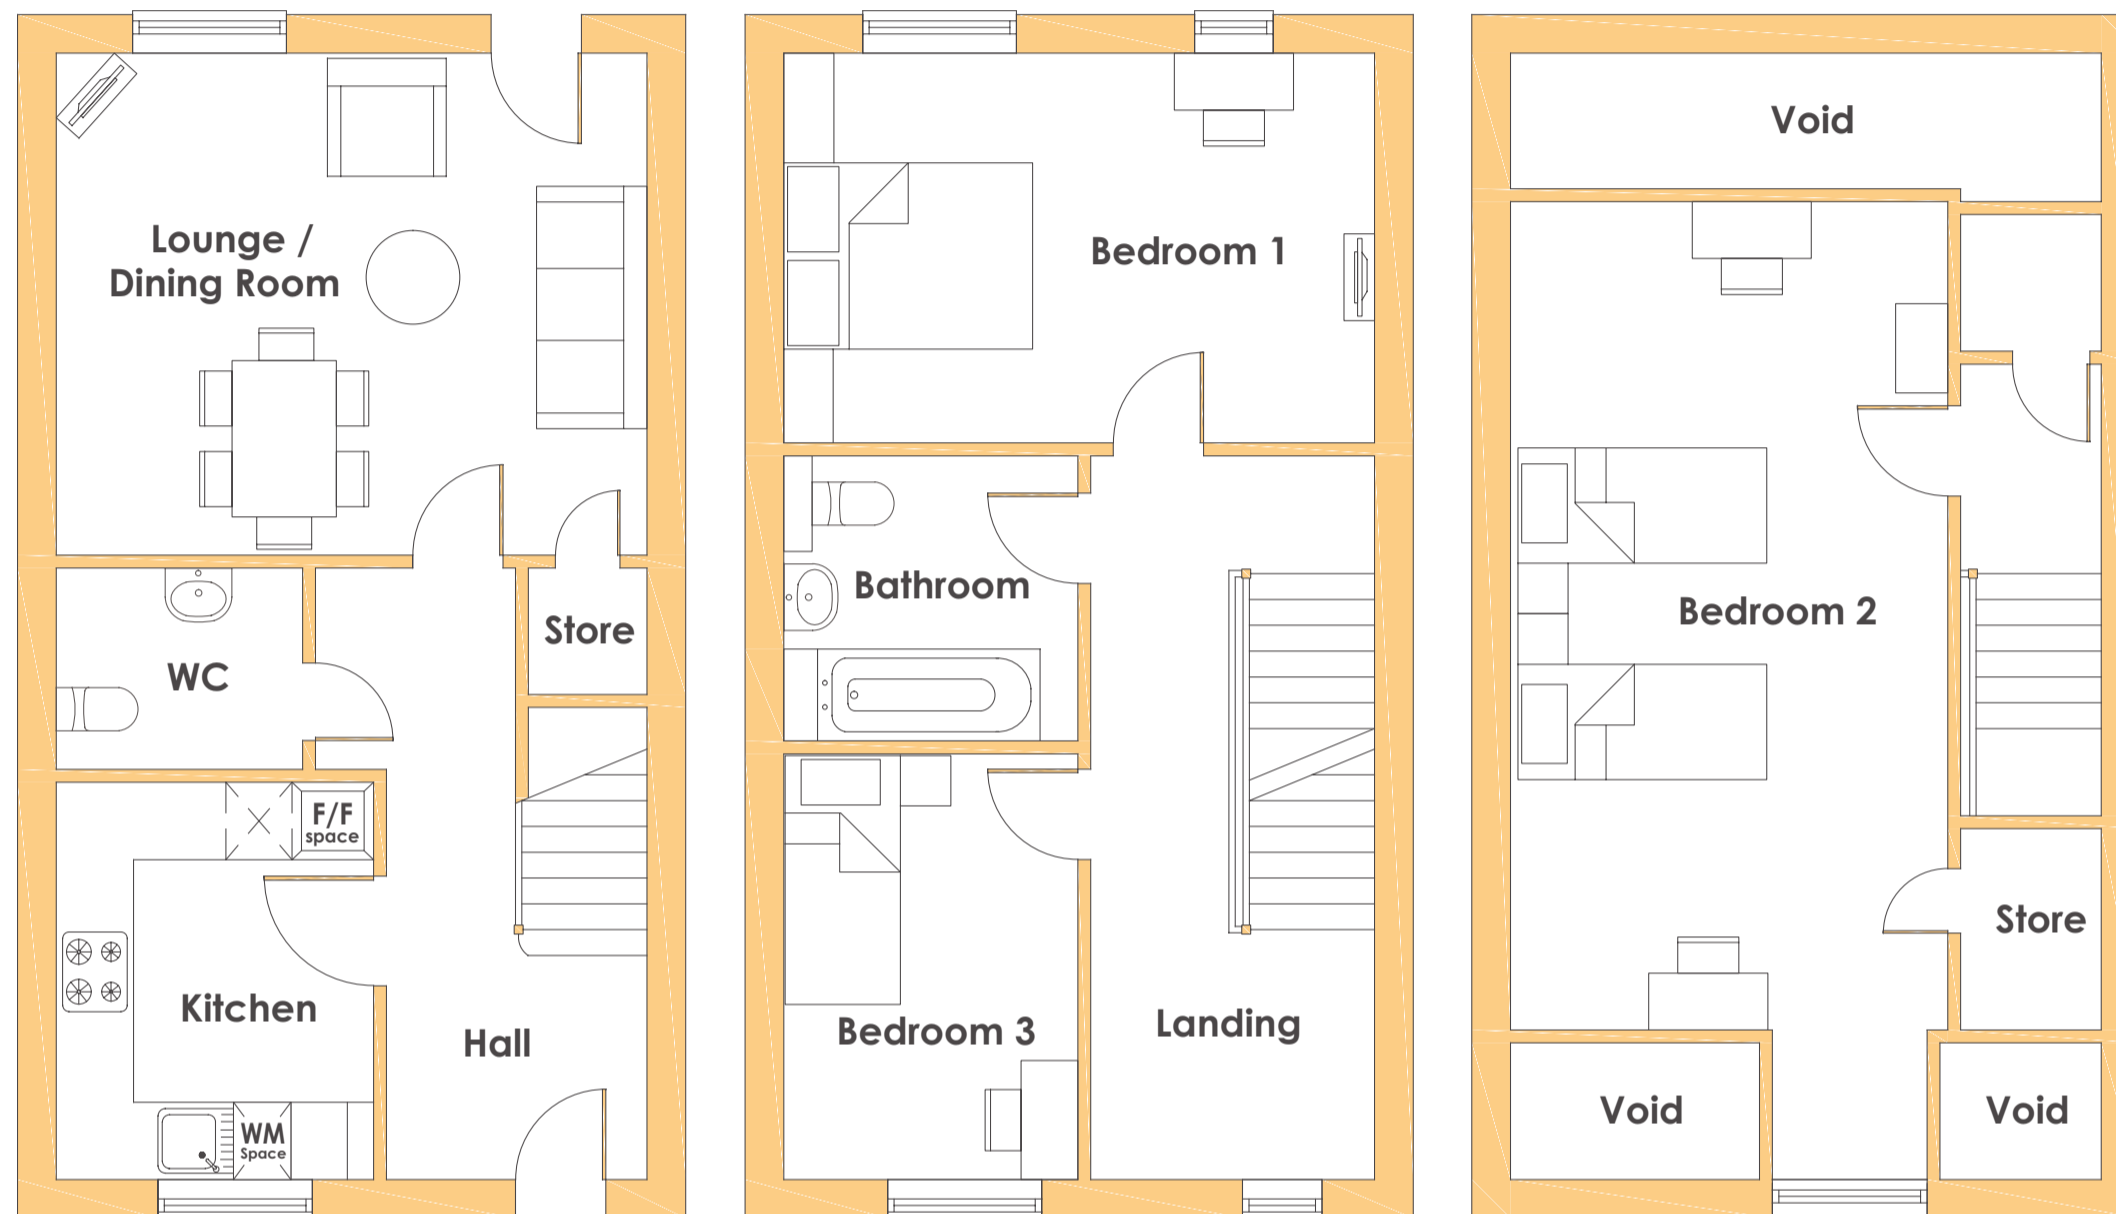 Lounge /
Dining Room
WC
Store
F/F
space
Kitchen
Hall
WM
Space
Bedroom 1
Bathroom
Bedroom 3
Landing
Void
Bedroom 2
Store
Void
Void